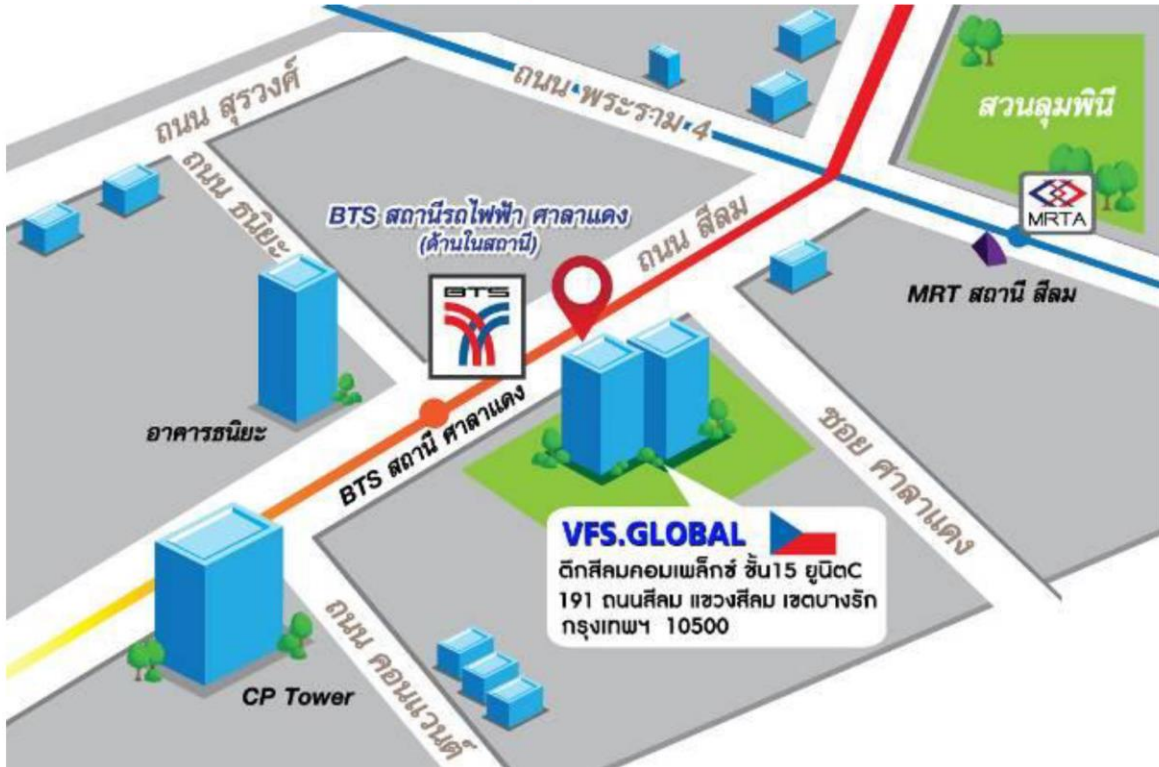 ถนน สุรวงศ์
ถนน พระราม 4
สวนลุมพินี
ถนน ธนิยะ
BTS สถานีรถไฟฟ้า ศาลาแดง
(ด้านในสถานี)
ถนน สีลม
MRTA
MRT สถานี สีลม
BTS
อาคารธนิยะ
BTS สถานี ศาลาแดง
ซอย ศาลาแดง
VFS.GLOBAL
ตึกสีลมคอมเพล็กซ์ ชั้น15 ยูนิตC
191 ถนนสีลม แขวงสีลม เขตบางรัก
กรุงเทพฯ 10500
CP Tower
ถนน คอนแวนต์